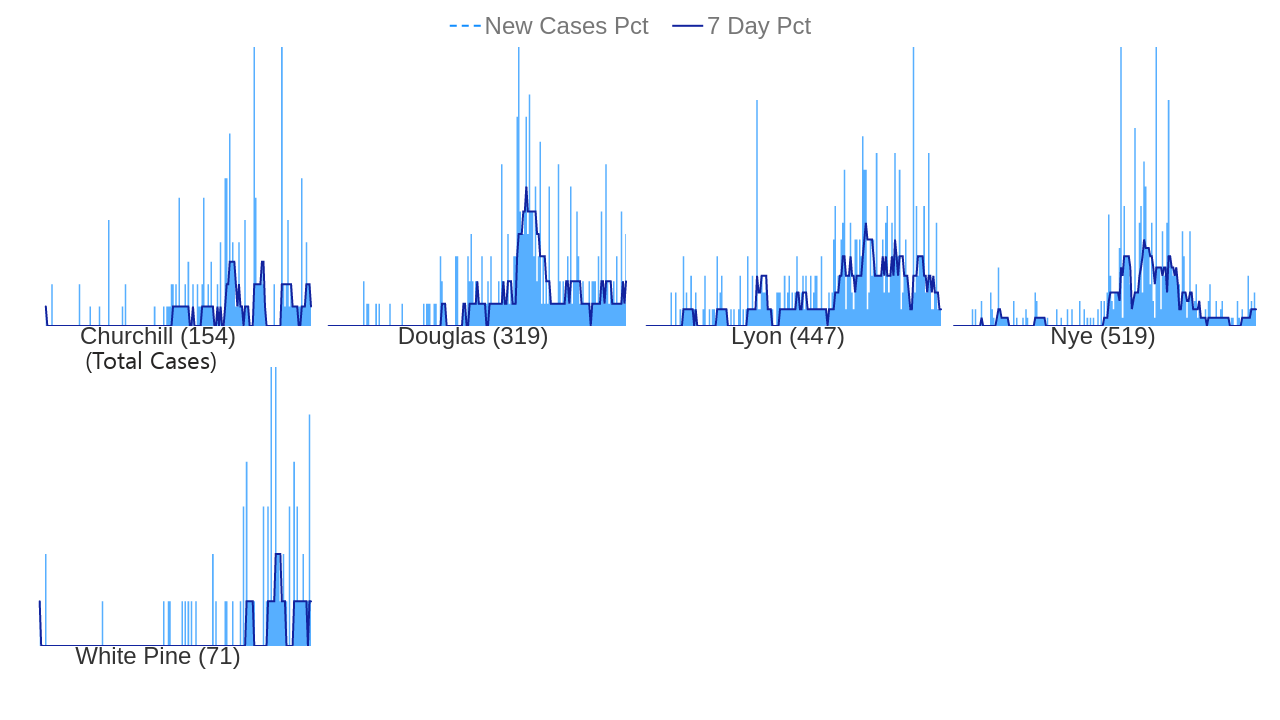 New Cases Pct 7 Day Pct
Churchill (154) Douglas (319) Lyon (447) Nye (519)
(Total Cases)
White Pine (71)